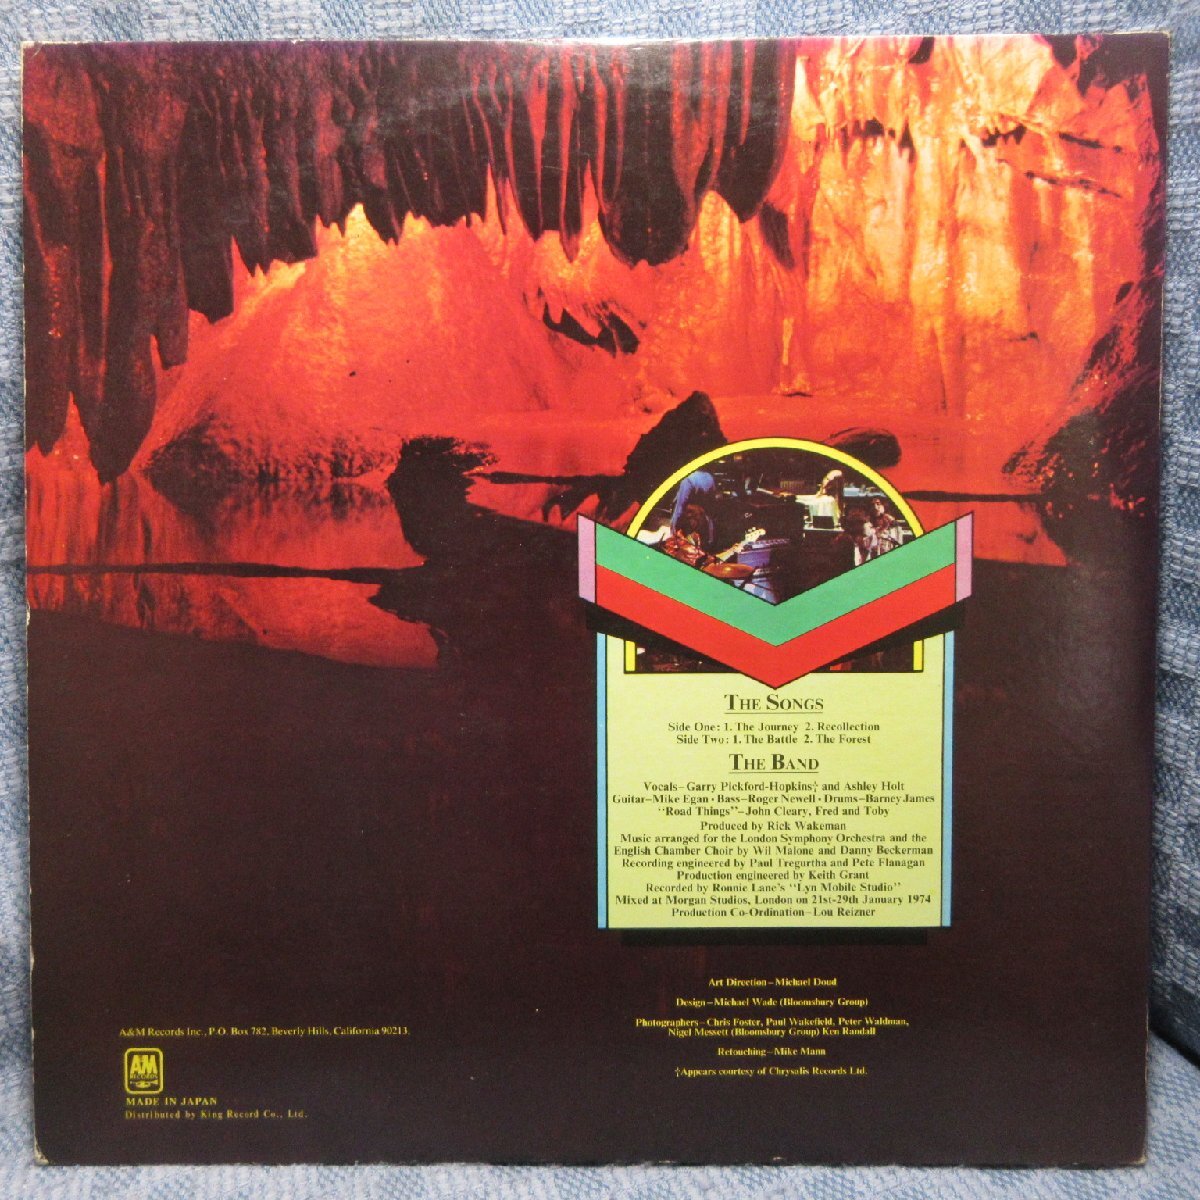 THE SONGS
Side One: 1. The Journey 2. Recollection
Side Two: 1. The Battle 2. The Forest
THE BAND
Vocals–Garry Pickford-Hopkins† and Ashley Holt
Guitar–Mike Egan · Bass–Roger Newell · Drums–Barney James
"Road Things"–John Cleary, Fred and Toby
Produced by Rick Wakeman
Music arranged for the London Symphony Orchestra and the
English Chamber Choir by Wil Malone and Danny Beckerman
Recording engineered by Paul Tregurtha and Pete Flanagan
Production engineered by Keith Grant
Recorded by Ronnie Lane's "Lyn Mobile Studio"
Mixed at Morgan Studios, London on 21st-29th January 1974
Production Co-Ordination–Lou Reizner
Art Direction–Michael Doud
Design–Michael Wade (Bloomsbury Group)
Photographers–Chris Foster, Paul Wakefield, Peter Waldman,
Nigel Messett (Bloomsbury Group) Ken Randall
Retouching–Mike Mann
†Appears courtesy of Chrysalis Records Ltd.
A&M Records Inc., P.O. Box 782, Beverly Hills, California 90213.
A&M
RECORDS
MADE IN JAPAN
Distributed by King Record Co., Ltd.